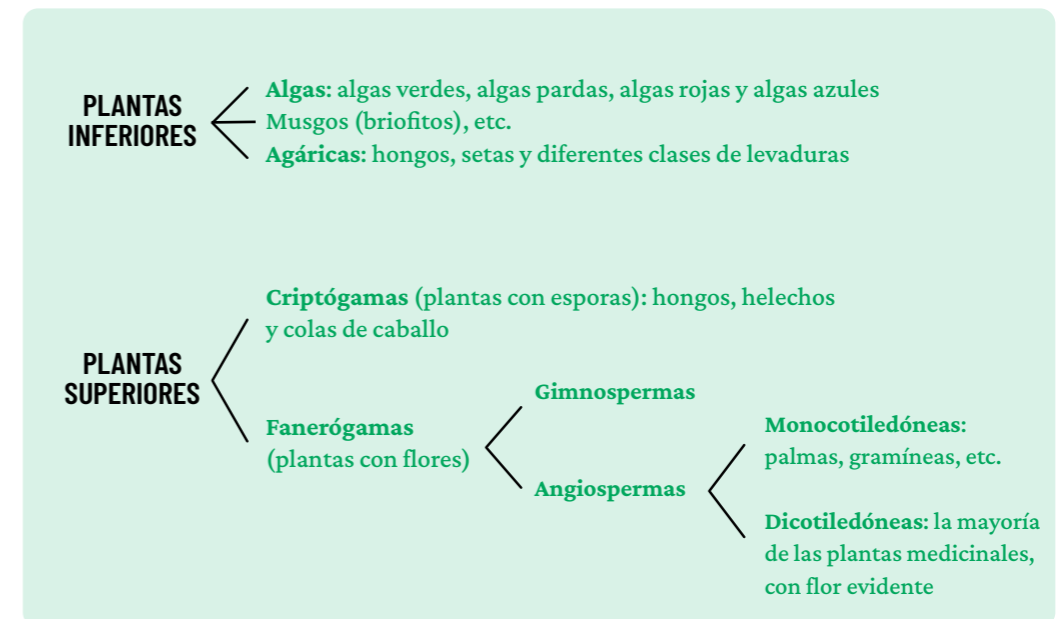 PLANTAS
INFERIORES
Algas: algas verdes, algas pardas, algas rojas y algas azules
Musgos (briofitos), etc.
Agáricas: hongos, setas y diferentes clases de levaduras
PLANTAS
SUPERIORES
Criptógamas (plantas con esporas): hongos, helechos
y colas de caballo
Fanerógamas
(plantas con flores)
Gimnospermas
Angiospermas
Monocotiledóneas:
palmas, gramíneas, etc.
Dicotiledóneas: la mayoría
de las plantas medicinales,
con flor evidente